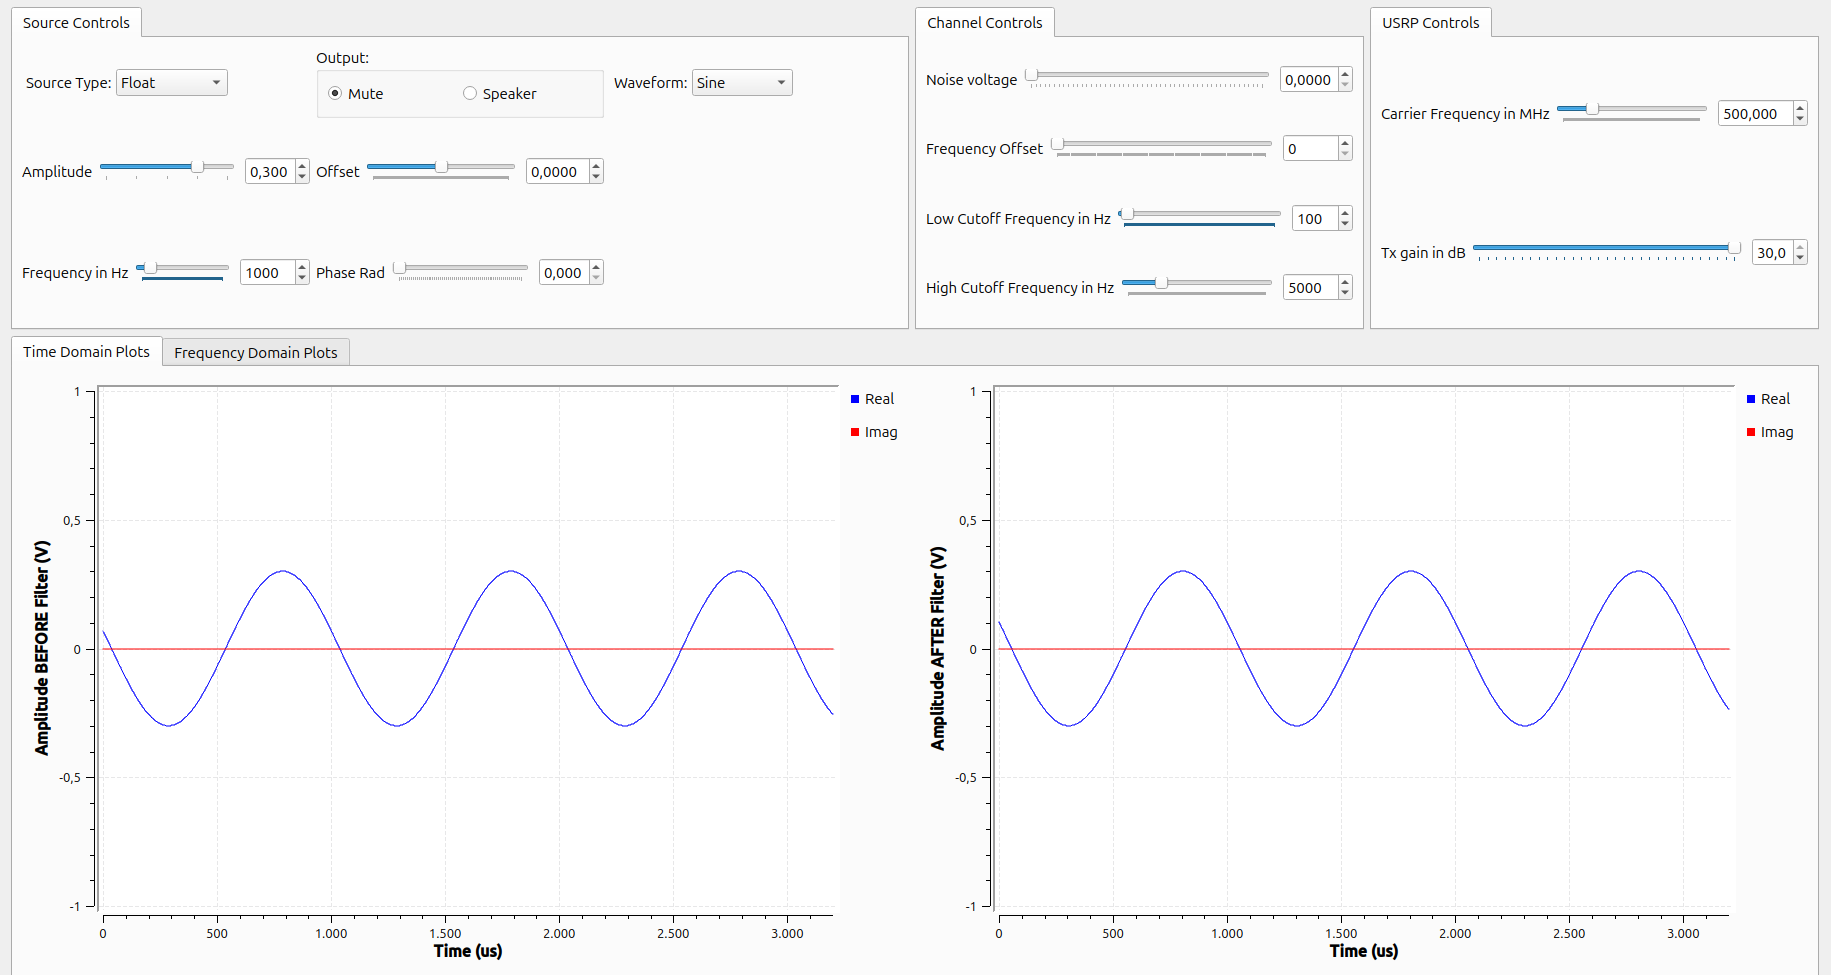 Source Controls
Output:
Source Type: Float
Mute
Speaker
Waveform: Sine
Amplitude 0,300
Offset 0,0000
Frequency in Hz 1000
Phase Rad 0,000
Channel Controls
Noise voltage 0,0000
Frequency Offset 0
Low Cutoff Frequency in Hz 100
High Cutoff Frequency in Hz 5000
USRP Controls
Carrier Frequency in MHz 500,000
Tx gain in dB 30,0
Time Domain Plots
Frequency Domain Plots
Amplitude BEFORE Filter (V)
1
0,5
0
-0,5
-1
0 500 1.000 1.500 2.000 2.500 3.000
Time (us)
Real
Imag
Amplitude AFTER Filter (V)
1
0,5
0
-0,5
-1
0 500 1.000 1.500 2.000 2.500 3.000
Time (us)
Real
Imag